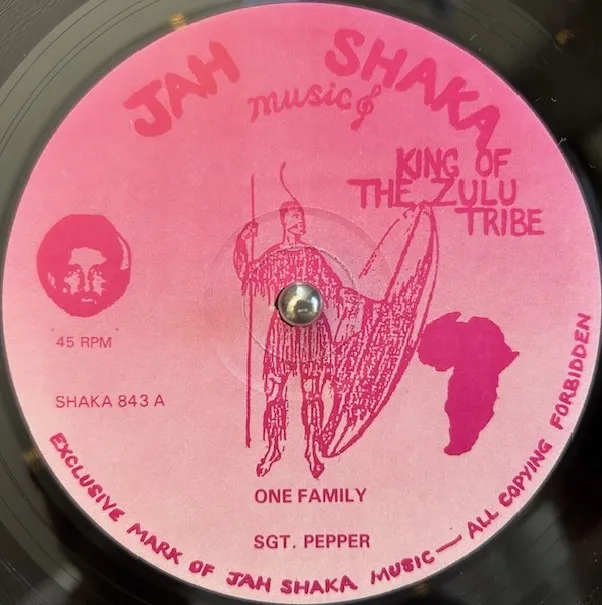 JAH SHAKA
music
KING OF
THE ZULU
TRIBE
"45 RPM"
SHAKA 843 A
ONE FAMILY
SGT. PEPPER
EXCLUSIVE MARK OF JAH SHAKA MUSIC — ALL COPYING FORBIDDEN